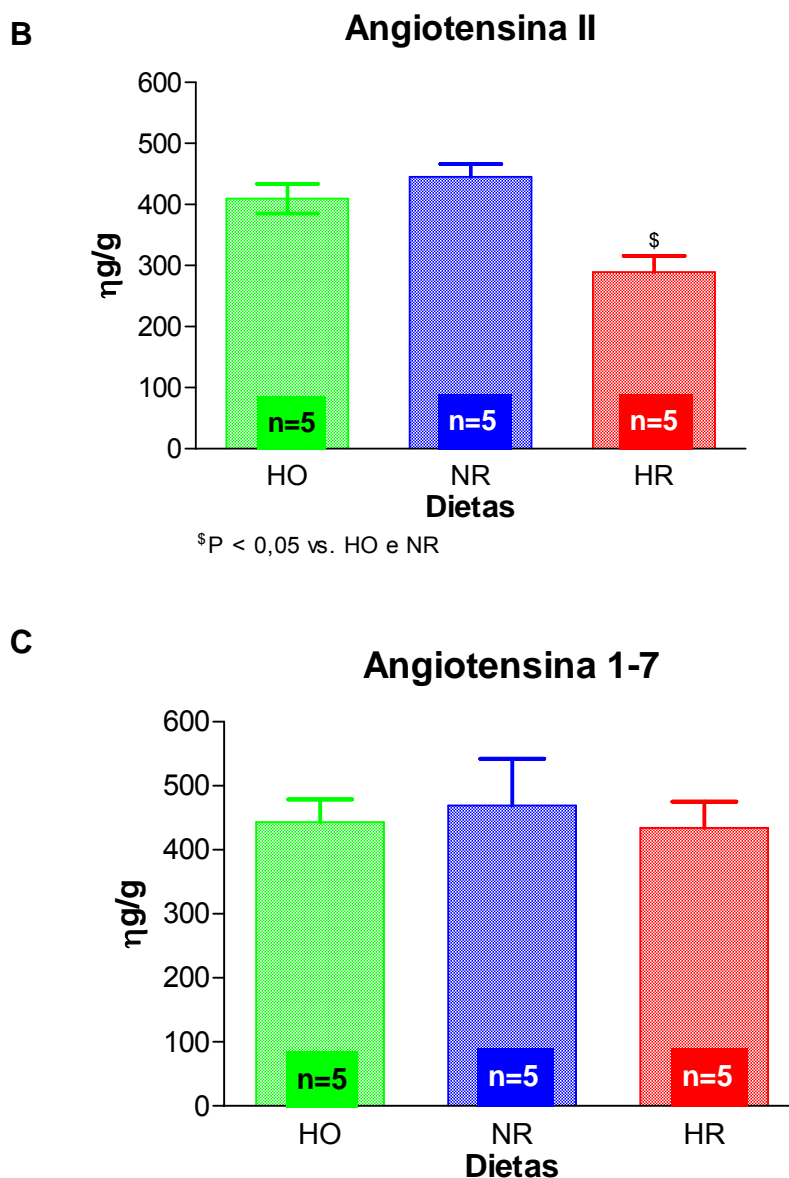 B
Angiotensina II
600
500
400
300
200
100
0
ηg/g
$
n=5 n=5 n=5
HO NR HR
Dietas
$P < 0,05 vs. HO e NR
C
Angiotensina 1-7
600
500
400
300
200
100
0
ηg/g
n=5 n=5 n=5
HO NR HR
Dietas